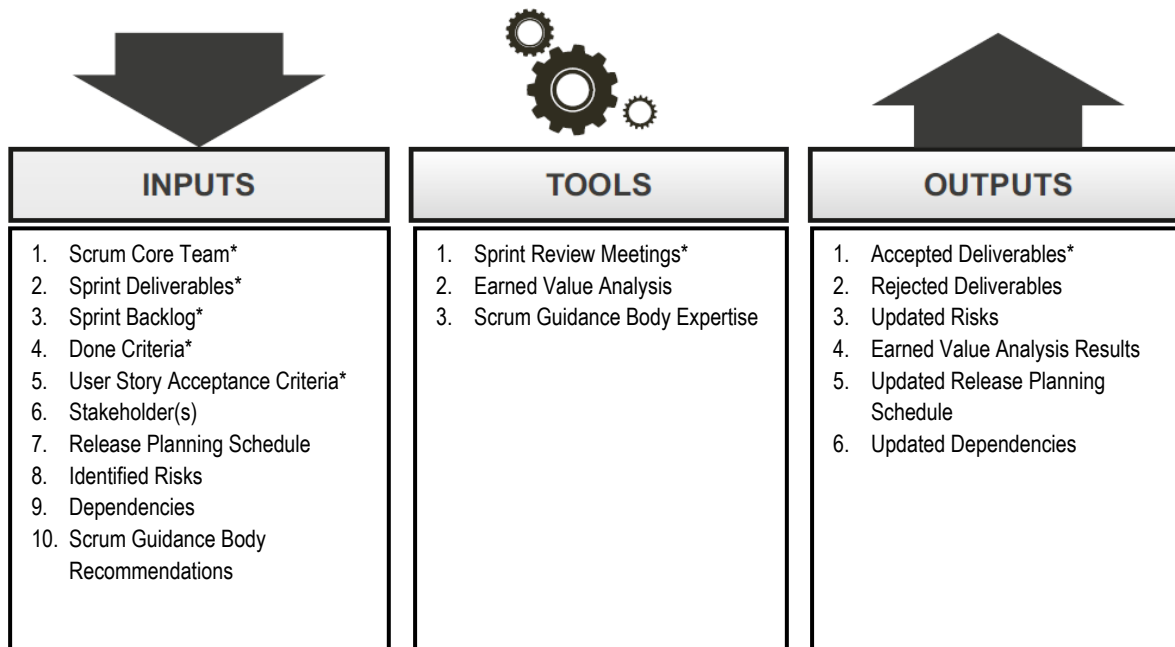 INPUTS
1. Scrum Core Team*
2. Sprint Deliverables*
3. Sprint Backlog*
4. Done Criteria*
5. User Story Acceptance Criteria*
6. Stakeholder(s)
7. Release Planning Schedule
8. Identified Risks
9. Dependencies
10. Scrum Guidance Body
Recommendations
TOOLS
1. Sprint Review Meetings*
2. Earned Value Analysis
3. Scrum Guidance Body Expertise
OUTPUTS
1. Accepted Deliverables*
2. Rejected Deliverables
3. Updated Risks
4. Earned Value Analysis Results
5. Updated Release Planning
Schedule
6. Updated Dependencies